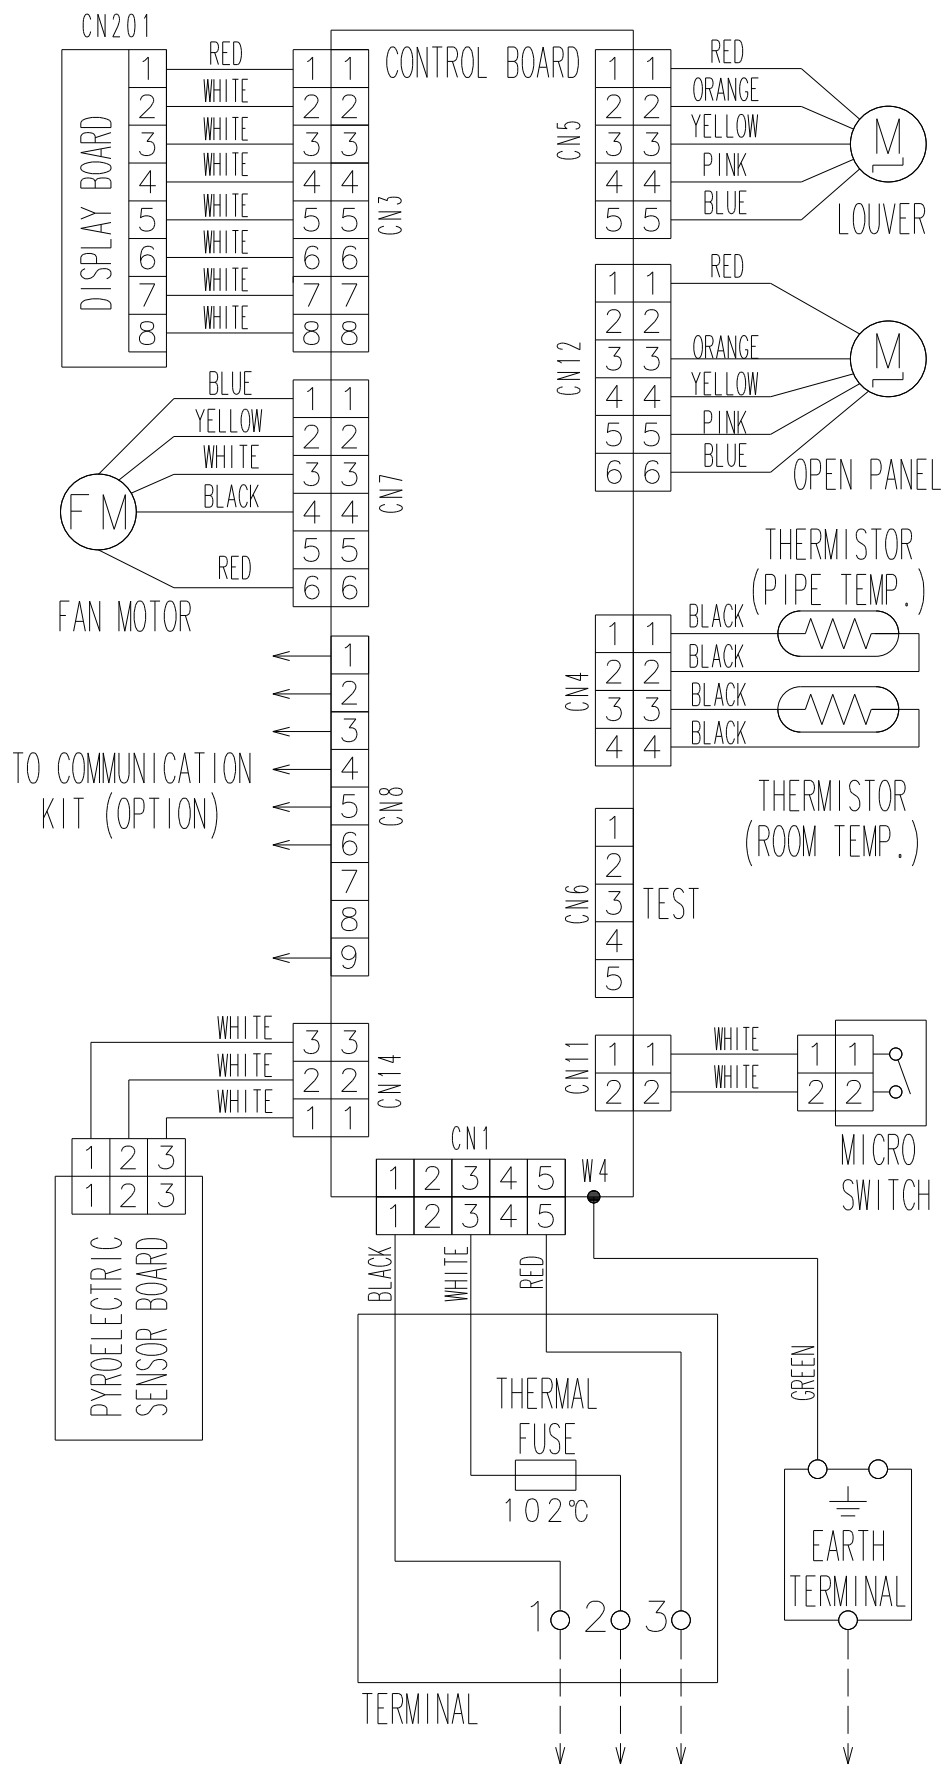 CN201
DISPLAY BOARD
1
2
3
4
5
6
7
8
RED
WHITE
WHITE
WHITE
WHITE
WHITE
WHITE
WHITE
1 1
2 2
3 3
4 4
5 5
6 6
7 7
8 8
CN3
CONTROL BOARD
CN5
1 1
2 2
3 3
4 4
5 5
RED
ORANGE
YELLOW
PINK
BLUE
M
LOUVER
CN12
1 1
2 2
3 3
4 4
5 5
6 6
RED
ORANGE
YELLOW
PINK
BLUE
M
OPEN PANEL
BLUE
YELLOW
WHITE
BLACK
RED
FM
FAN MOTOR
1 1
2 2
3 3
4 4
5 5
6 6
CN7
THERMISTOR
(PIPE TEMP.)
CN4
1 1
2 2
3 3
4 4
BLACK
BLACK
BLACK
BLACK
THERMISTOR
(ROOM TEMP.)
TO COMMUNICATION
KIT (OPTION)
1
2
3
4
5
6
7
8
9
CN8
CN6
1
2
3
4
5
TEST
WHITE
WHITE
WHITE
3 3
2 2
1 1
CN14
CN11
1 1
2 2
WHITE
WHITE
1 1
2 2
MICRO
SWITCH
1 2 3
1 2 3
PYROELECTRIC
SENSOR BOARD
CN1
1 2 3 4 5
1 2 3 4 5
W4
BLACK
WHITE
RED
GREEN
THERMAL
FUSE
102℃
1 2 3
TERMINAL
EARTH
TERMINAL